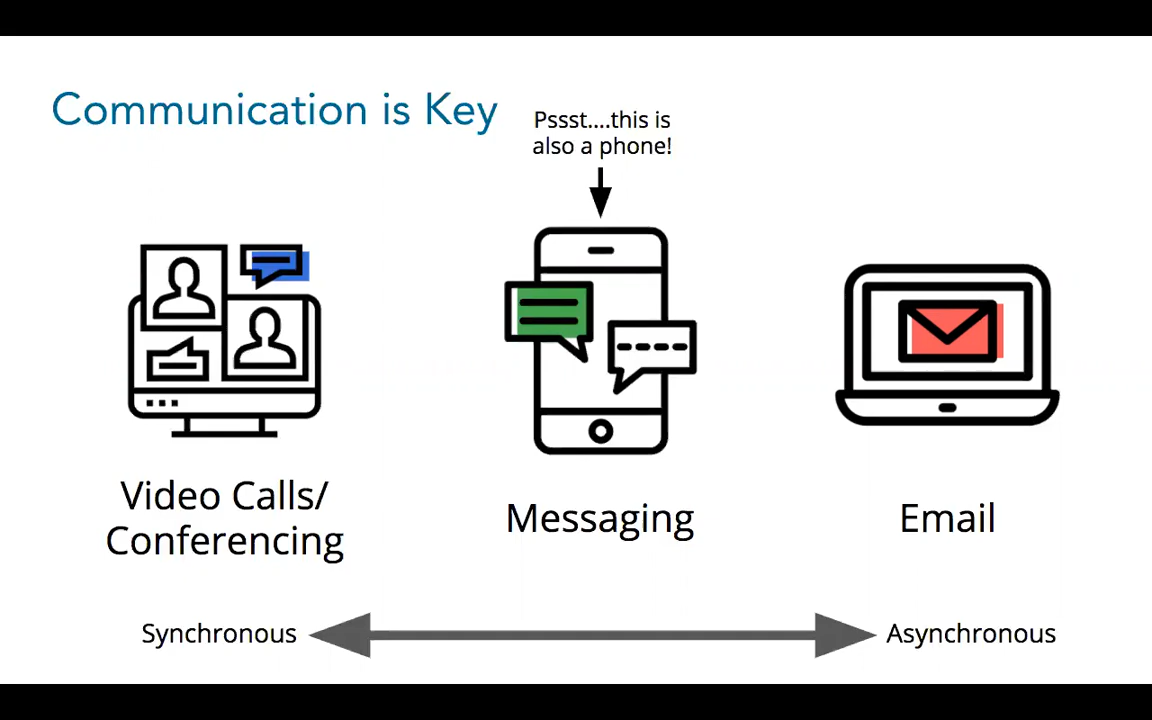 Communication is Key
Pssst....this is
also a phone!
Video Calls/
Conferencing
Messaging
Email
Synchronous
Asynchronous